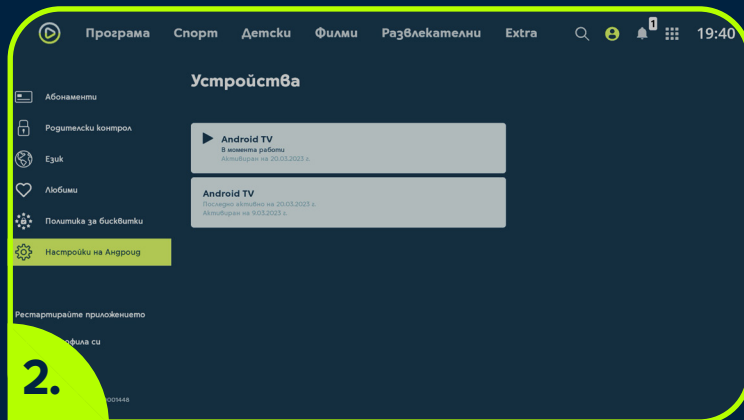 Програма Спорт Детски Филми Развлекателни Extra 1 19:40
Устройства
Абонаменти
Родителски контрол
Език
Любими
Политика за бисквитки
Настройки на Андроид
Android TV
В момента работи
Активиран на 20.03.2023 г.
Android TV
Последно активно на 20.03.2023 г.
Активиран на 9.03.2023 г.
Рестартирайте приложението
си
2.
001448